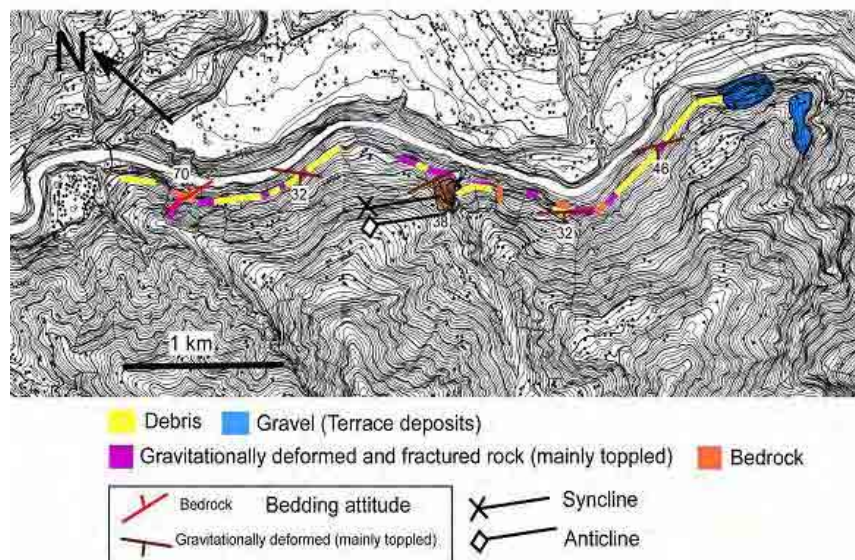 N
70
32
38
32
46
1 km
Debris
Gravel (Terrace deposits)
Gravitationally deformed and fractured rock (mainly toppled)
Bedrock
Bedrock
Bedding attitude
Gravitationally deformed (mainly toppled)
Syncline
Anticline